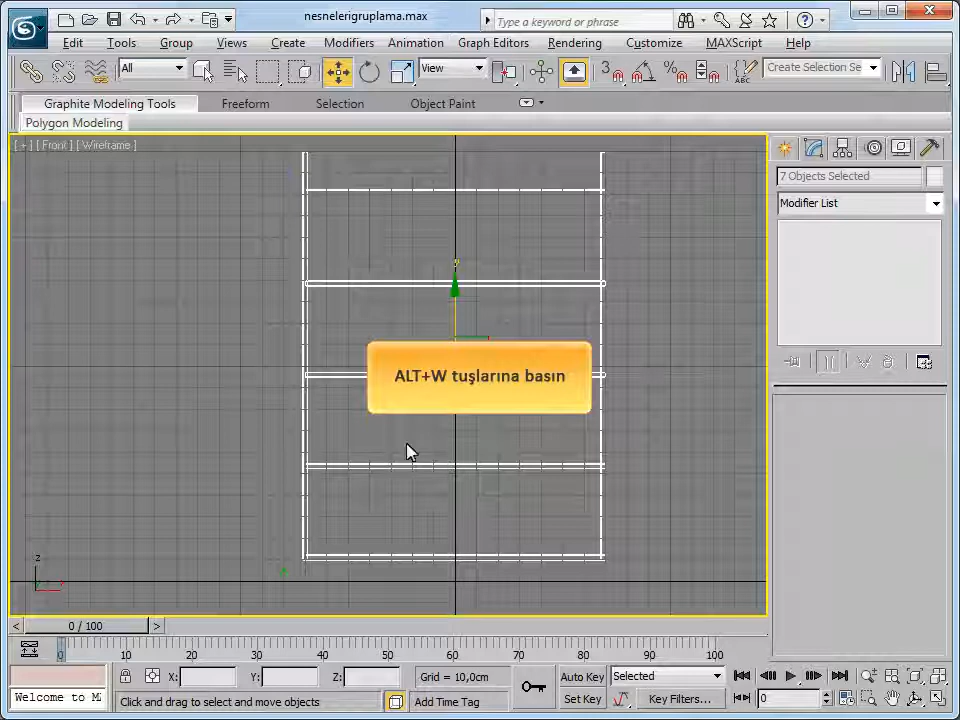 nesnelerigruplama.max
Type a keyword or phrase
Edit Tools Group Views Create Modifiers Animation Graph Editors Rendering Customize MAXScript Help
All View Create Selection Se
Graphite Modeling Tools Freeform Selection Object Paint
Polygon Modeling
[ + ] [ Front ] [ Wireframe ]
7 Objects Selected
Modifier List
y
ALT+W tuşlarına basın
z
< 0 / 100 >
0 10 20 30 40 50 60 70 80 90 100
X: Y: Z: Grid = 10,0cm Auto Key Selected
Welcome to M Click and drag to select and move objects Add Time Tag Set Key Key Filters... 0